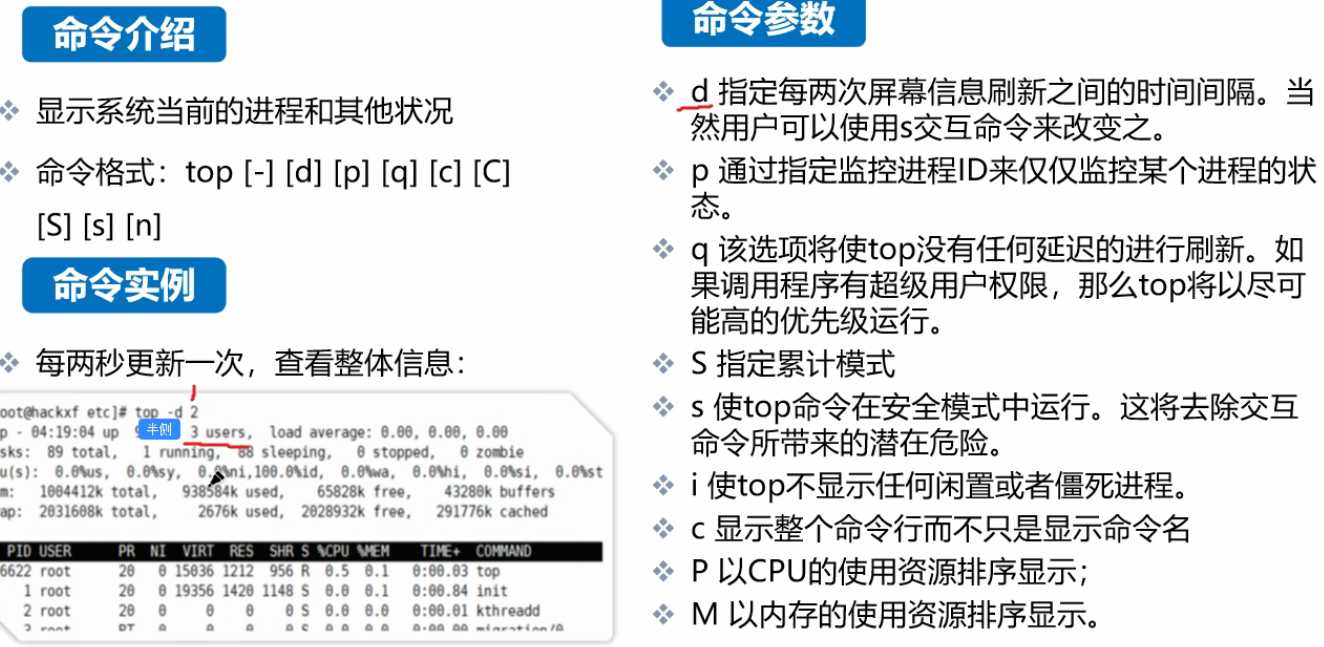 命令介绍
显示系统当前的进程和其他状况
命令格式：top [-] [d] [p] [q] [c] [C]
[S] [s] [n]
命令实例
每两秒更新一次，查看整体信息：
oot@hackxf etc]# top -d 2
p - 04:19:04 up 半侧 3 users, load average: 0.00, 0.00, 0.00
sks: 89 total, 1 running, 88 sleeping, 0 stopped, 0 zombie
u(s): 0.0%us, 0.0%sy, 0.0%ni,100.0%id, 0.0%wa, 0.0%hi, 0.0%si, 0.0%st
m: 1004412k total, 938584k used, 65828k free, 43280k buffers
ap: 2031608k total, 2676k used, 2028932k free, 291776k cached
PID USER PR NI VIRT RES SHR S %CPU %MEM TIME+ COMMAND
6622 root 20 0 15036 1212 956 R 0.5 0.1 0:00.03 top
1 root 20 0 19356 1420 1148 S 0.0 0.1 0:00.84 init
2 root 20 0 0 0 0 S 0.0 0.0 0:00.01 kthreadd
命令参数
d 指定每两次屏幕信息刷新之间的时间间隔。当
然用户可以使用s交互命令来改变之。
p 通过指定监控进程ID来仅仅监控某个进程的状
态。
q 该选项将使top没有任何延迟的进行刷新。如
果调用程序有超级用户权限，那么top将以尽可
能高的优先级运行。
S 指定累计模式
s 使top命令在安全模式中运行。这将去除交互
命令所带来的潜在危险。
i 使top不显示任何闲置或者僵死进程。
c 显示整个命令行而不只是显示命令名
P 以CPU的使用资源排序显示；
M 以内存的使用资源排序显示。